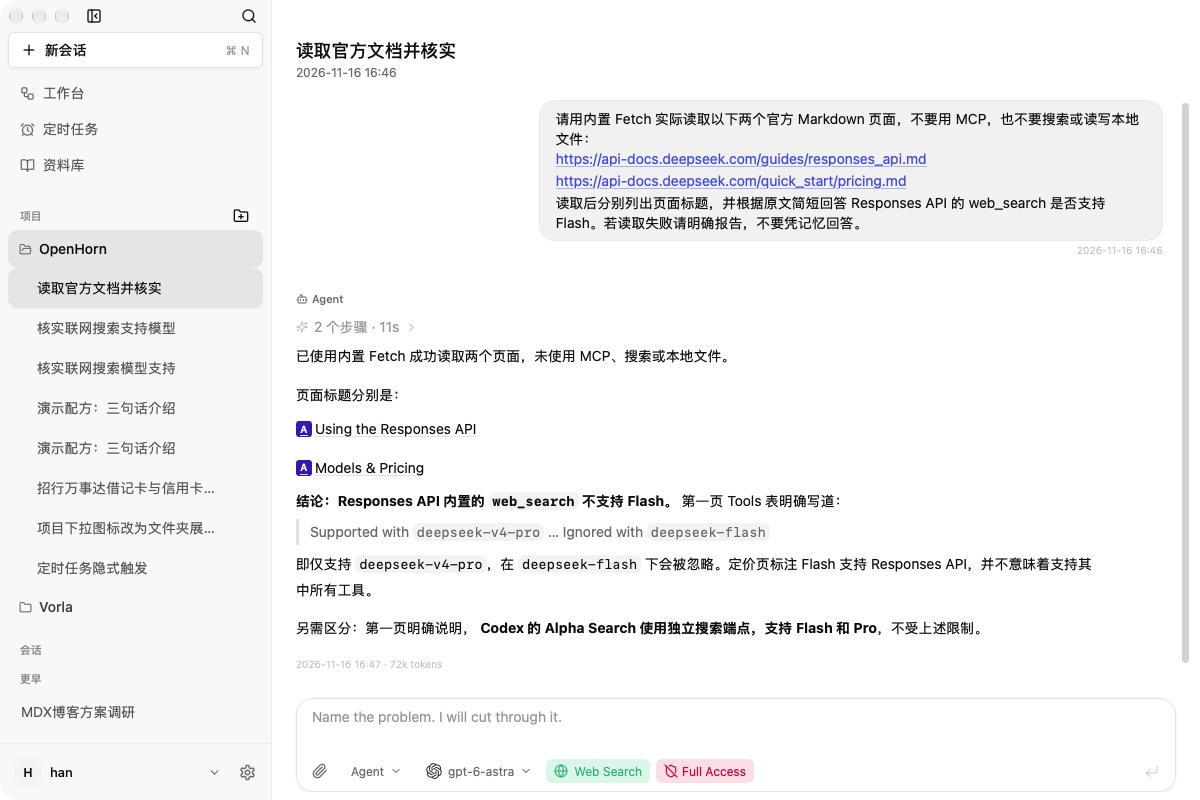 新会话
⌘ N
工作台
定时任务
资料库
项目
OpenHorn
读取官方文档并核实
核实联网搜索支持模型
核实联网搜索模型支持
演示配方：三句话介绍
演示配方：三句话介绍
招行万事达借记卡与信用卡...
项目下拉图标改为文件夹展...
定时任务隐式触发
Vorla
会话
更早
MDX博客方案调研
H han
读取官方文档并核实
2026-11-16 16:46
请用内置 Fetch 实际读取以下两个官方 Markdown 页面，不要用 MCP，也不要搜索或读写本地
文件：
https://api-docs.deepseek.com/guides/responses_api.md
https://api-docs.deepseek.com/quick_start/pricing.md
读取后分别列出页面标题，并根据原文简短回答 Responses API 的 web_search 是否支持
Flash。若读取失败请明确报告，不要凭记忆回答。
2026-11-16 16:46
Agent
2 个步骤 · 11s
已使用内置 Fetch 成功读取两个页面，未使用 MCP、搜索或本地文件。
页面标题分别是：
A Using the Responses API
A Models & Pricing
结论：Responses API 内置的 web_search 不支持 Flash。 第一页 Tools 表明确写道：
Supported with deepseek-v4-pro ... Ignored with deepseek-flash
即仅支持 deepseek-v4-pro，在 deepseek-flash 下会被忽略。定价页标注 Flash 支持 Responses API，并不意味着支持其
中所有工具。
另需区分：第一页明确说明， Codex 的 Alpha Search 使用独立搜索端点，支持 Flash 和 Pro，不受上述限制。
2026-11-16 16:47 · 72k tokens
Name the problem. I will cut through it.
Agent
gpt-6-astra
Web Search
Full Access